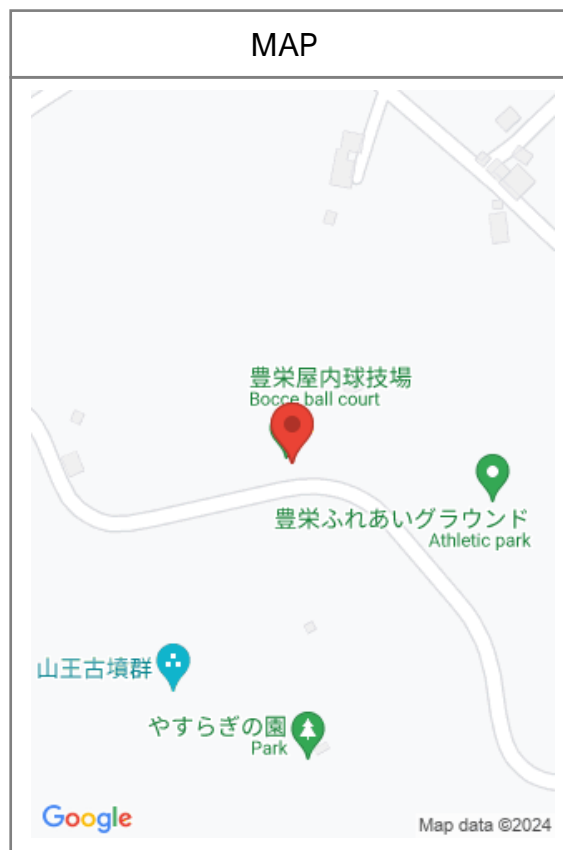 MAP
豊栄屋内球技場
Bocce ball court
豊栄ふれあいグラウンド
Athletic park
山王古墳群
やすらぎの園
Park
Google
Map data ©2024